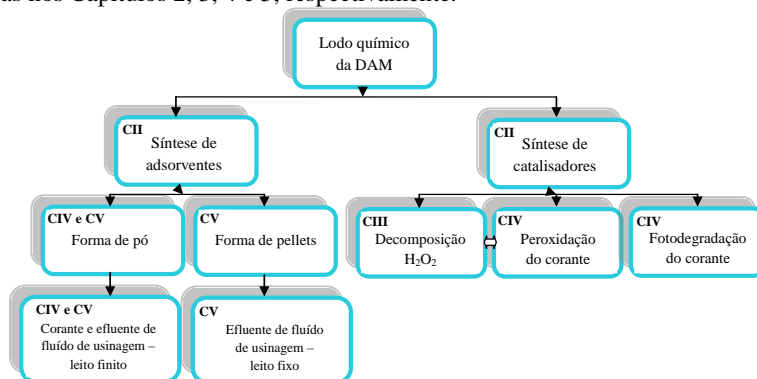 as nos Capítulos 2, 3, 4 e 5, respectivamente.
Lodo químico
da DAM
CII
Síntese de
adsorventes
CII
Síntese de
catalisadores
CIV e CV
Forma de pó
CV
Forma de pellets
CIII
Decomposição
H₂O₂
CIV
Peroxidação
do corante
CIV
Fotodegradação
do corante
CIV e CV
Corante e efluente de
fluído de usinagem –
leito finito
CV
Efluente de fluído
de usinagem –
leito fixo